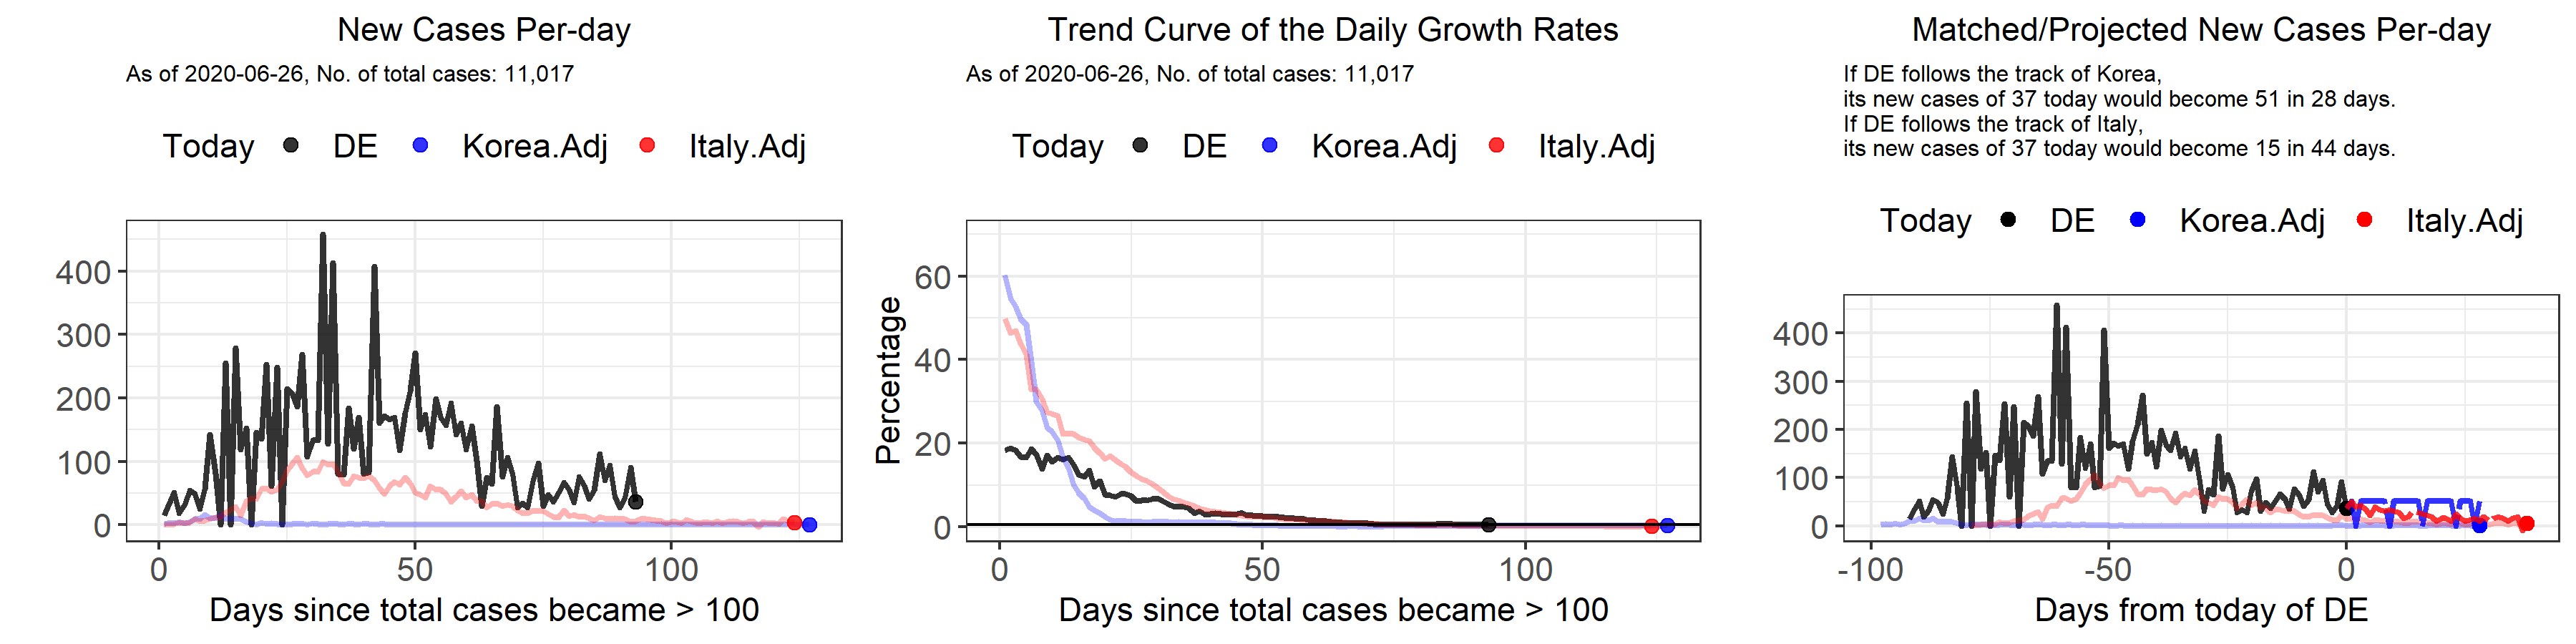 New Cases Per-day
As of 2020-06-26, No. of total cases: 11,017
Today DE Korea.Adj Italy.Adj
400
300
200
100
0
0 50 100
Days since total cases became > 100
Trend Curve of the Daily Growth Rates
As of 2020-06-26, No. of total cases: 11,017
Today DE Korea.Adj Italy.Adj
Percentage
60
40
20
0
0 50 100
Days since total cases became > 100
Matched/Projected New Cases Per-day
If DE follows the track of Korea,
its new cases of 37 today would become 51 in 28 days.
If DE follows the track of Italy,
its new cases of 37 today would become 15 in 44 days.
Today DE Korea.Adj Italy.Adj
400
300
200
100
0
-100 -50 0
Days from today of DE